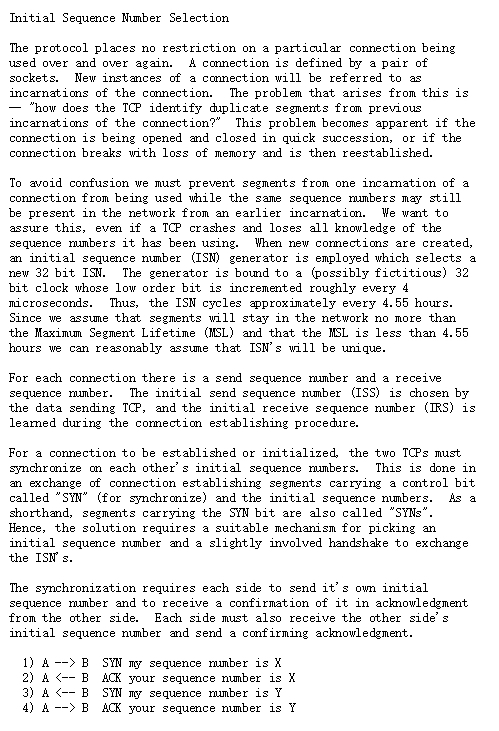 Initial Sequence Number Selection

The protocol places no restriction on a particular connection being
used over and over again.  A connection is defined by a pair of
sockets.  New instances of a connection will be referred to as
incarnations of the connection.  The problem that arises from this is
— "how does the TCP identify duplicate segments from previous
incarnations of the connection?"  This problem becomes apparent if the
connection is being opened and closed in quick succession, or if the
connection breaks with loss of memory and is then reestablished.

To avoid confusion we must prevent segments from one incarnation of a
connection from being used while the same sequence numbers may still
be present in the network from an earlier incarnation.  We want to
assure this, even if a TCP crashes and loses all knowledge of the
sequence numbers it has been using.  When new connections are created,
an initial sequence number (ISN) generator is employed which selects a
new 32 bit ISN.  The generator is bound to a (possibly fictitious) 32
bit clock whose low order bit is incremented roughly every 4
microseconds.  Thus, the ISN cycles approximately every 4.55 hours.
Since we assume that segments will stay in the network no more than
the Maximum Segment Lifetime (MSL) and that the MSL is less than 4.55
hours we can reasonably assume that ISN's will be unique.

For each connection there is a send sequence number and a receive
sequence number.  The initial send sequence number (ISS) is chosen by
the data sending TCP, and the initial receive sequence number (IRS) is
learned during the connection establishing procedure.

For a connection to be established or initialized, the two TCPs must
synchronize on each other's initial sequence numbers.  This is done in
an exchange of connection establishing segments carrying a control bit
called "SYN" (for synchronize) and the initial sequence numbers.  As a
shorthand, segments carrying the SYN bit are also called "SYNs".
Hence, the solution requires a suitable mechanism for picking an
initial sequence number and a slightly involved handshake to exchange
the ISN's.

The synchronization requires each side to send it's own initial
sequence number and to receive a confirmation of it in acknowledgment
from the other side.  Each side must also receive the other side's
initial sequence number and send a confirming acknowledgment.

  1) A --> B  SYN my sequence number is X
  2) A <-- B  ACK your sequence number is X
  3) A <-- B  SYN my sequence number is Y
  4) A --> B  ACK your sequence number is Y